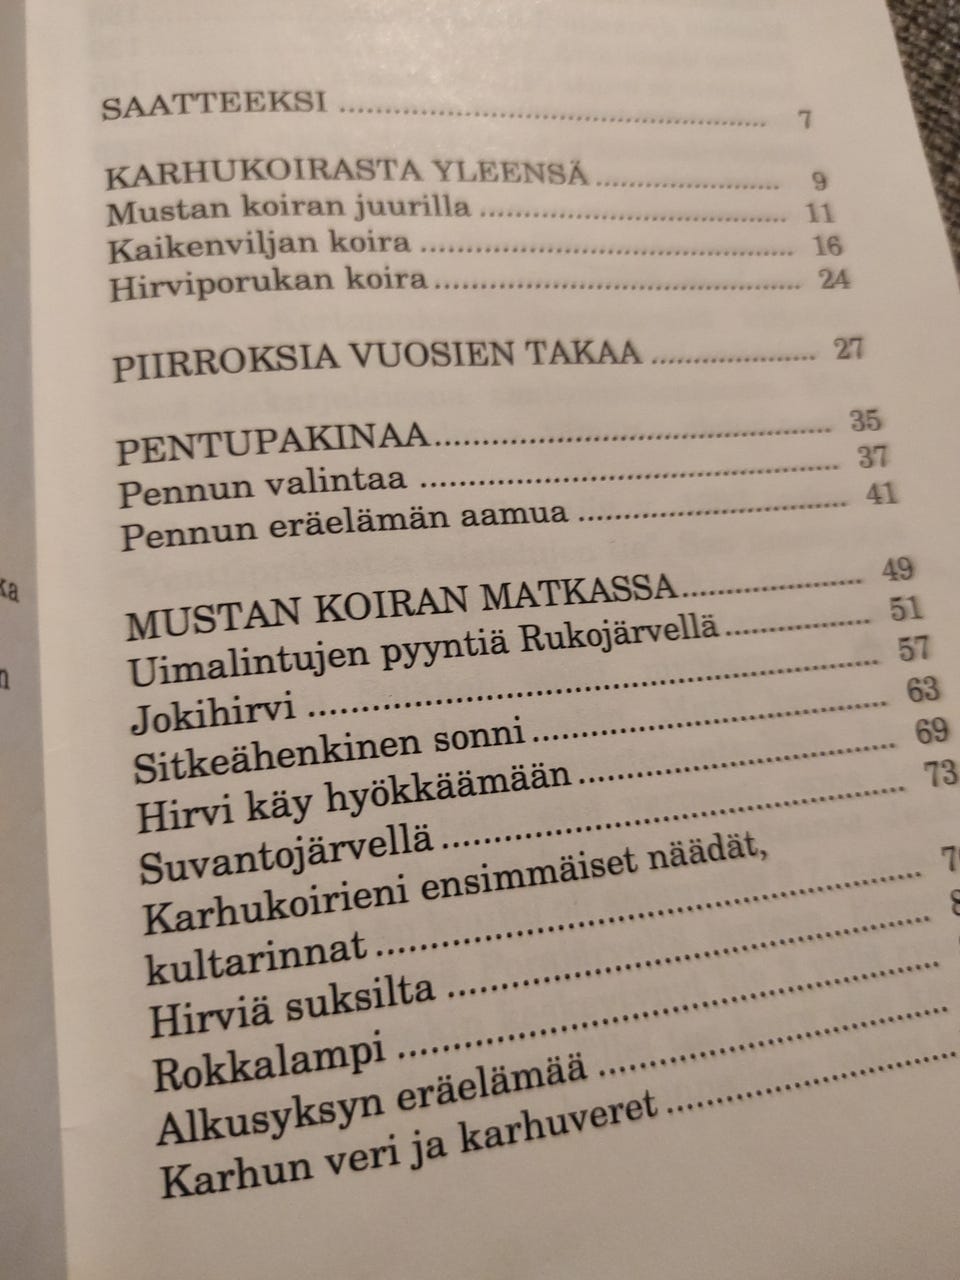 SAATTEEKSI ........................................ 7
KARHUKOIRASTA YLEENSÄ ........................ 9
Mustan koiran juurilla ........................................ 11
Kaikenviljan koira ........................................ 16
Hirviporukan koira ........................................ 24
PIIRROKSIA VUOSIEN TAKAA .................... 27
PENTUPAKINAA ........................................ 35
Pennun valintaa ........................................ 37
Pennun eräelämän aamua ............................ 41
MUSTAN KOIRAN MATKASSA .................... 49
Uimalintujen pyyntiä Rukojärvellä ................ 51
Jokihirvi ........................................ 57
Sitkeähenkinen sonni ................................ 63
Hirvi käy hyökkäämään ............................ 69
Suvantojärvellä ........................................ 73
Karhukoirieni ensimmäiset näädät,
kultarinnat ........................................
Hirviä suksilta ........................................
Rokkalampi ........................................
Alkusyksyn eräelämää ............................
Karhun veri ja karhuveret ........................